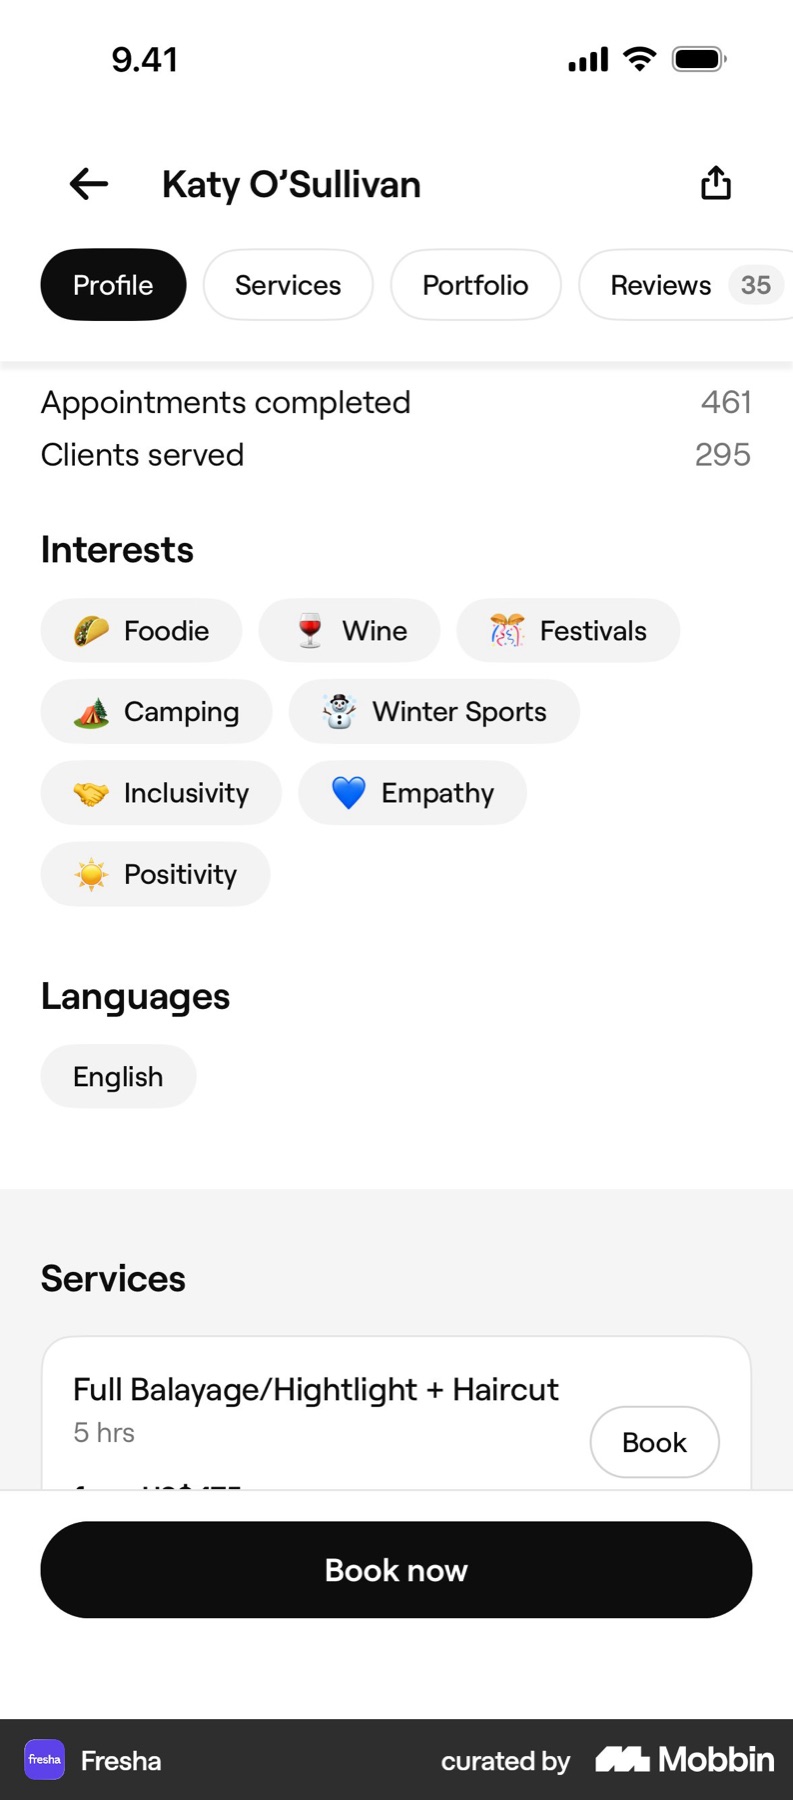 9.41
Katy O’Sullivan
Profile Services Portfolio Reviews 35
Appointments completed 461
Clients served 295
Interests
Foodie Wine Festivals
Camping Winter Sports
Inclusivity Empathy
Positivity
Languages
English
Services
Full Balayage/Hightlight + Haircut
5 hrs
Book
Book now
fresha Fresha curated by Mobbin